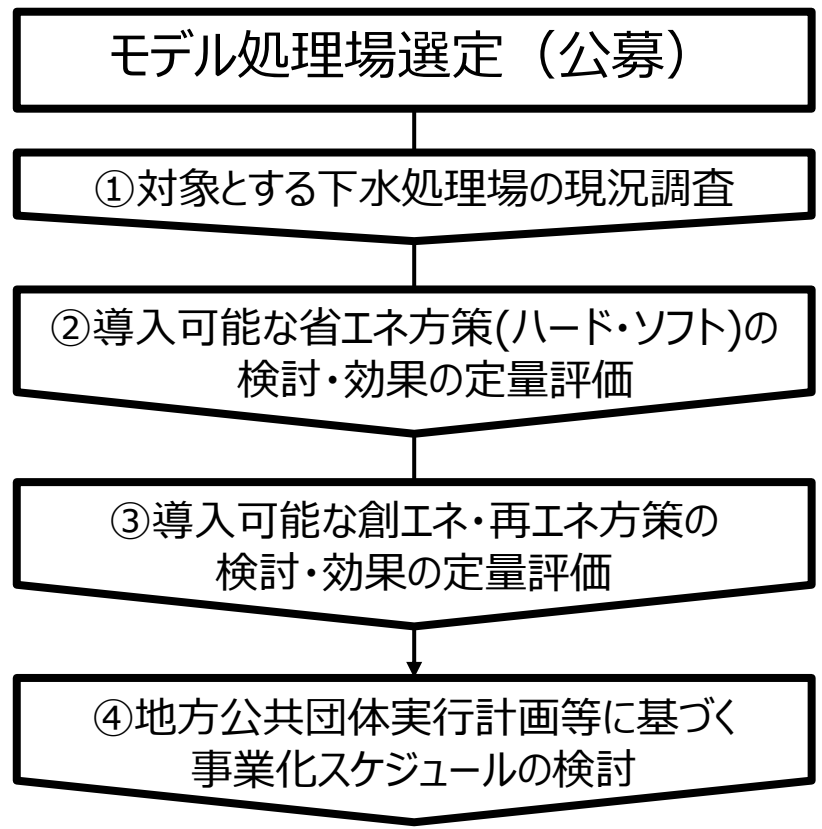 モデル処理場選定（公募）
①対象とする下水処理場の現況調査
②導入可能な省エネ方策(ハード・ソフト)の
検討・効果の定量評価
③導入可能な創エネ・再エネ方策の
検討・効果の定量評価
④地方公共団体実行計画等に基づく
事業化スケジュールの検討